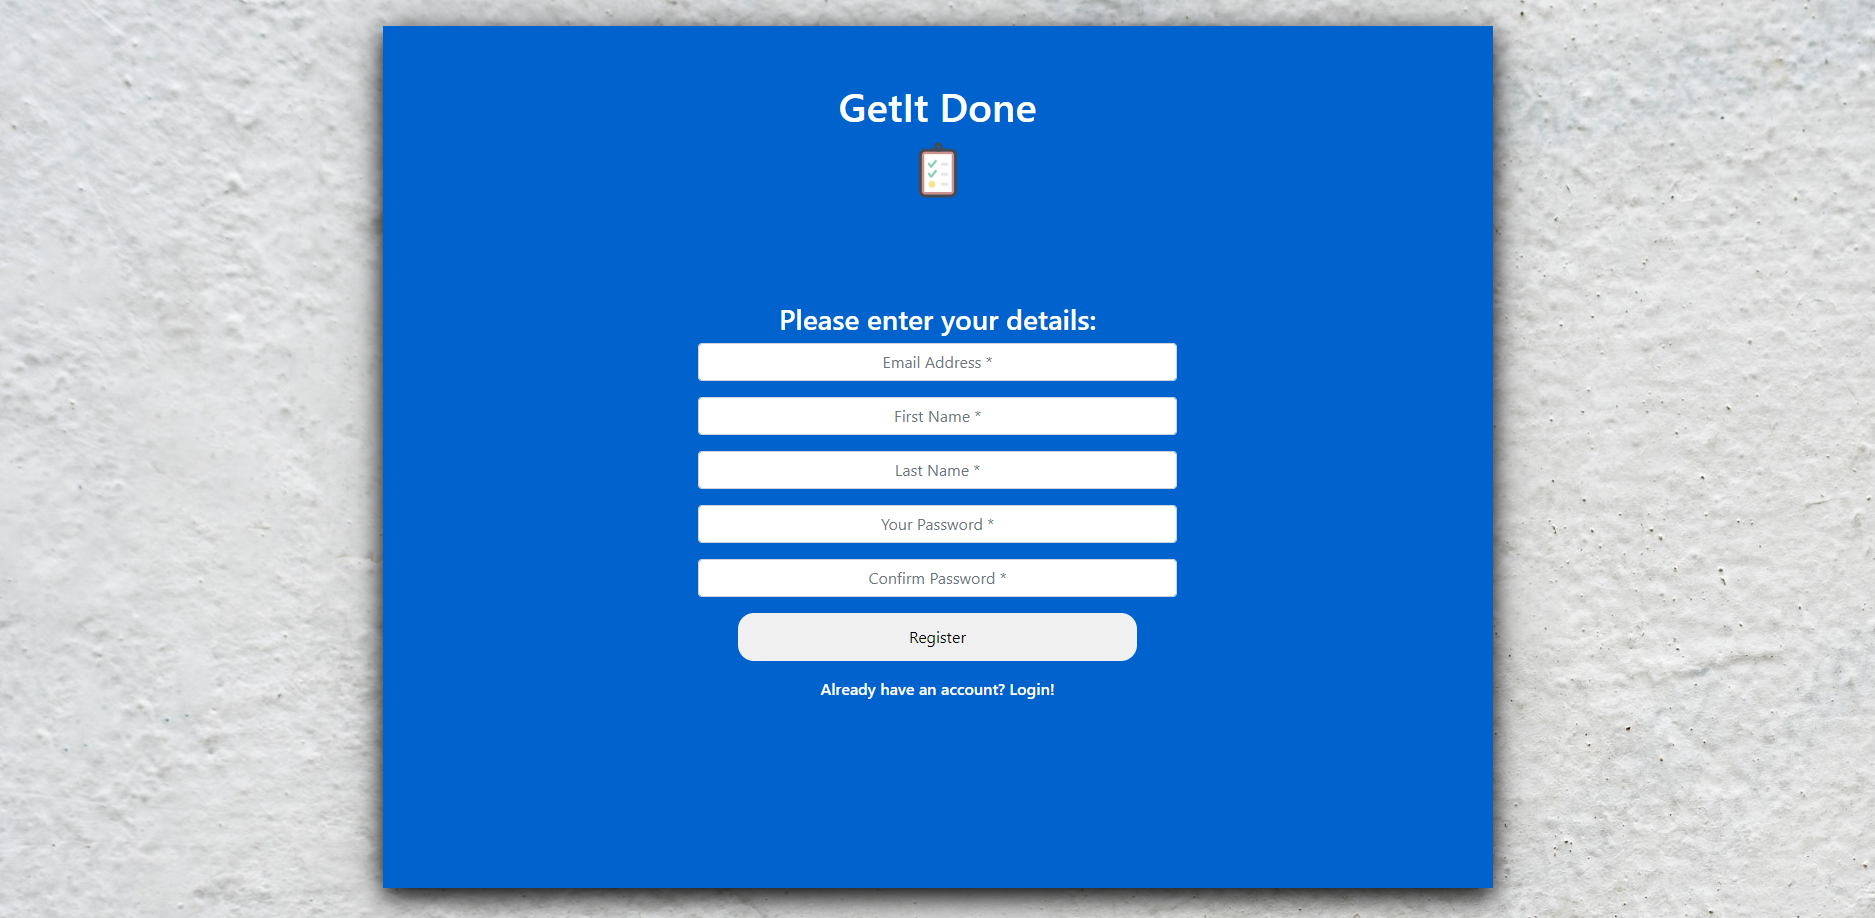 GetIt Done
Please enter your details:
Email Address *
First Name *
Last Name *
Your Password *
Confirm Password *
Register
Already have an account? Login!